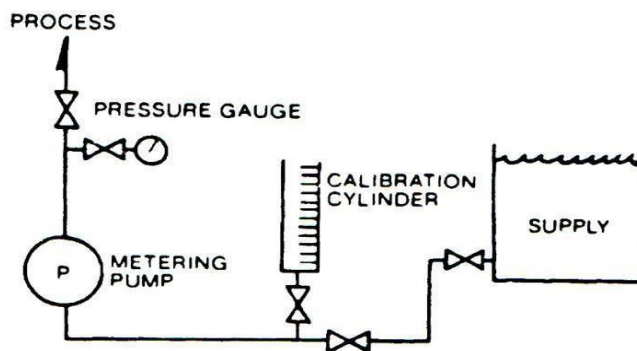 PROCESS
PRESSURE GAUGE
CALIBRATION
CYLINDER
SUPPLY
P
METERING
PUMP